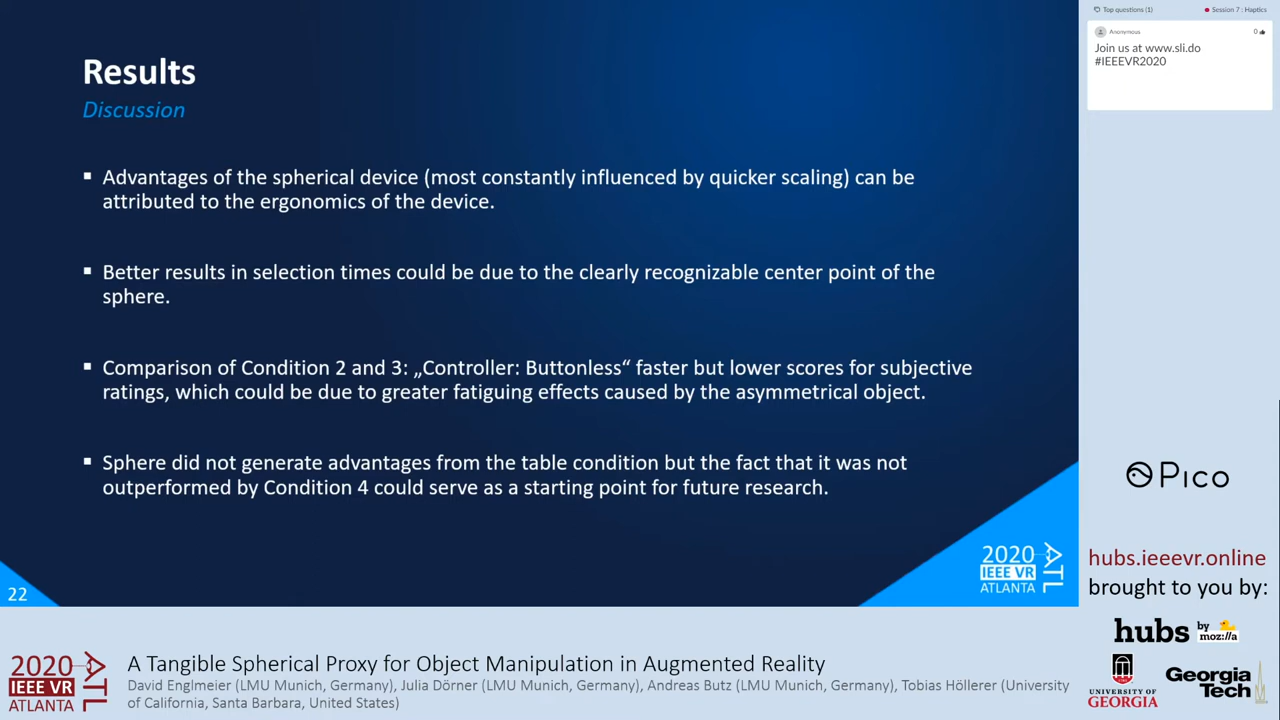 Results
Discussion
▪ Advantages of the spherical device (most constantly influenced by quicker scaling) can be
attributed to the ergonomics of the device.
▪ Better results in selection times could be due to the clearly recognizable center point of the
sphere.
▪ Comparison of Condition 2 and 3: „Controller: Buttonless“ faster but lower scores for subjective
ratings, which could be due to greater fatiguing effects caused by the asymmetrical object.
▪ Sphere did not generate advantages from the table condition but the fact that it was not
outperformed by Condition 4 could serve as a starting point for future research.
22
2020
IEEE VR
ATLANTA
ATL
Top questions (1)
Session 7 : Haptics
Anonymous
0
Join us at www.sli.do
#IEEEVR2020
Pico
hubs.ieeevr.online
brought to you by:
hubs by
moz://a
UNIVERSITY OF
GEORGIA
Georgia
Tech
2020
IEEE VR
ATLANTA
ATL
A Tangible Spherical Proxy for Object Manipulation in Augmented Reality
David Englmeier (LMU Munich, Germany), Julia Dörner (LMU Munich, Germany), Andreas Butz (LMU Munich, Germany), Tobias Höllerer (University
of California, Santa Barbara, United States)